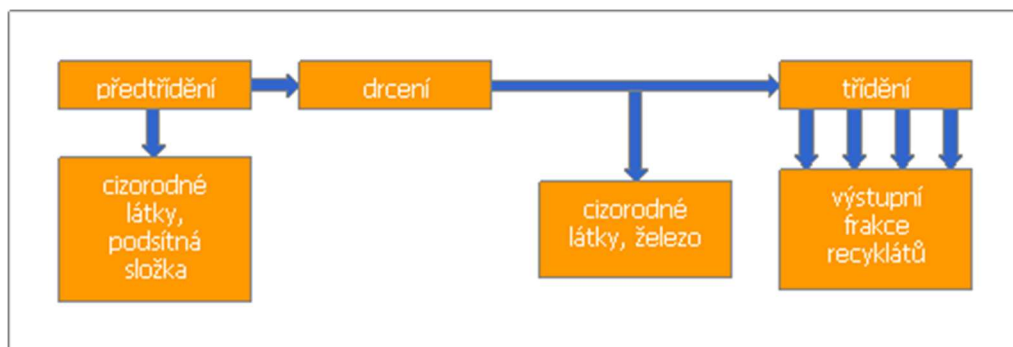 předtřídění
drcení
třídění
cizorodné
látky,
podsítná
složka
cizorodné
látky, železo
výstupní
frakce
recyklátů